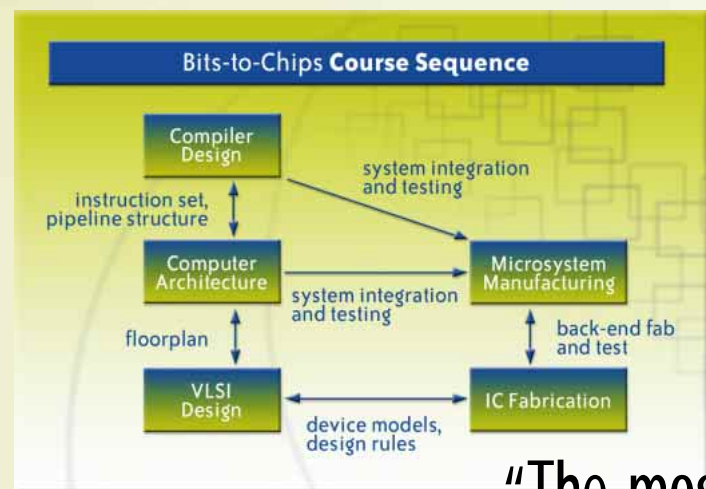 Bits-to-Chips Course Sequence
Compiler
Design
system integration
and testing
instruction set,
pipeline structure
Computer
Architecture
Microsystem
Manufacturing
system integration
and testing
floorplan
back-end fab
and test
VLSI
Design
IC Fabrication
device models,
design rules
"The